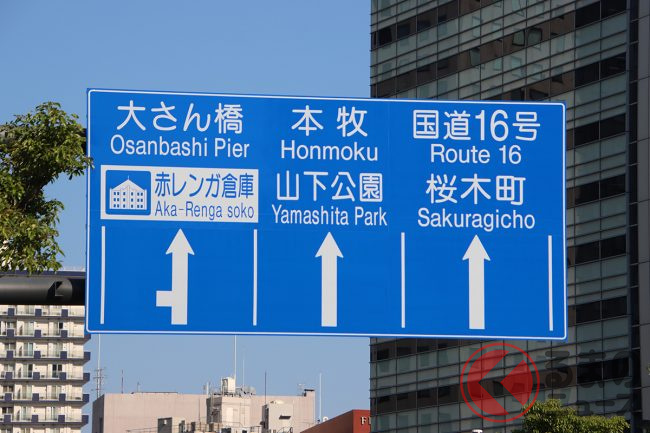 大さん橋
Osanbashi Pier
赤レンガ倉庫
Aka-Renga soko
本牧
Honmoku
山下公園
Yamashita Park
国道16号
Route 16
桜木町
Sakuragicho